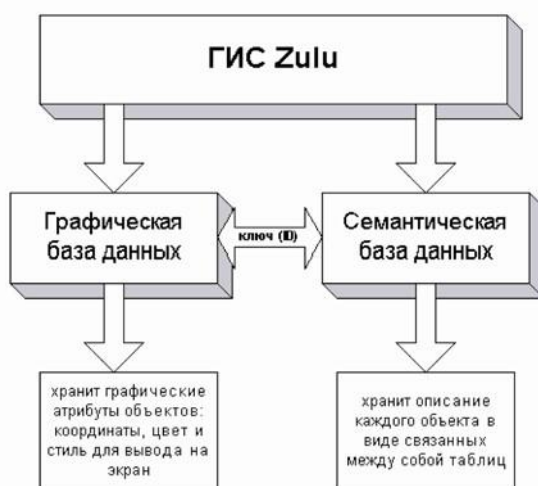 ГИС Zulu
Графическая
база данных
ключ (ID)
Семантическая
база данных
хранит графические
атрибуты объектов:
координаты, цвет и
стиль для вывода на
экран
хранит описание
каждого объекта в
виде связанных
между собой таблиц